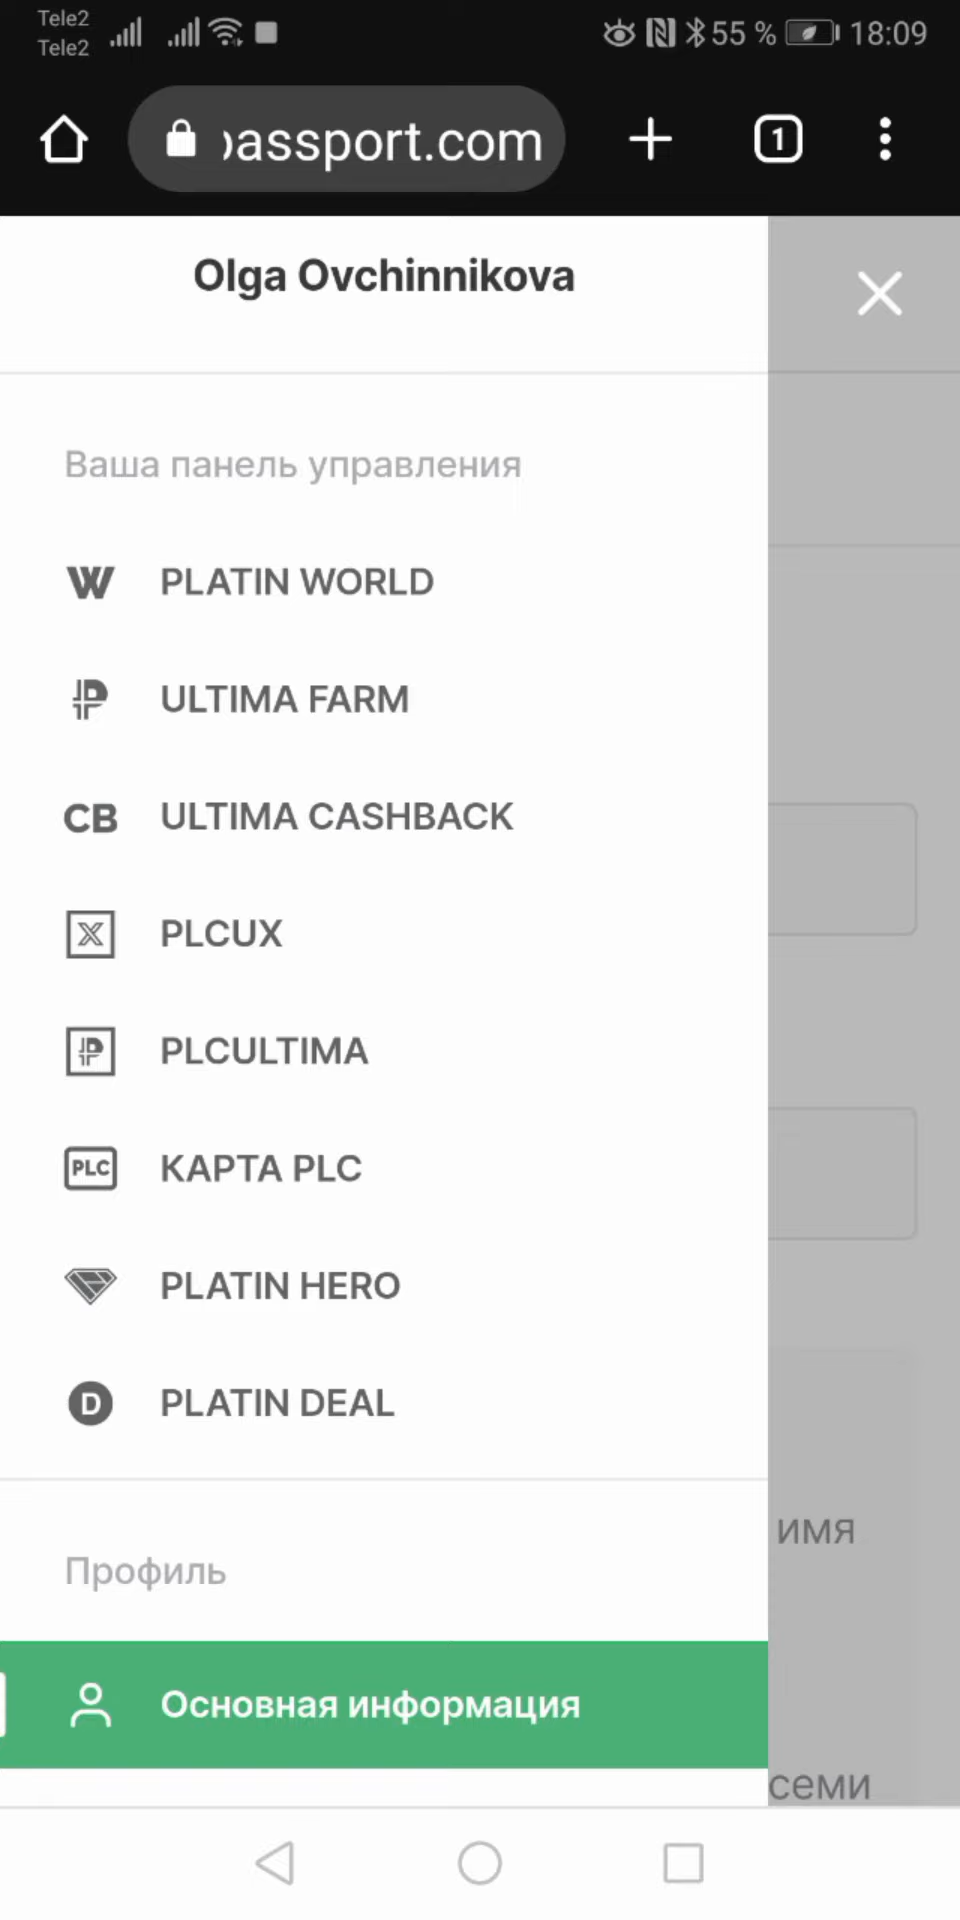 Tele2
Tele2
55 %
18:09
passport.com
1
Olga Ovchinnikova
Ваша панель управления
W PLATIN WORLD
ULTIMA FARM
CB ULTIMA CASHBACK
X PLCUX
PLCULTIMA
PLC КАРТА PLC
PLATIN HERO
D PLATIN DEAL
имя
Профиль
Основная информация
семи